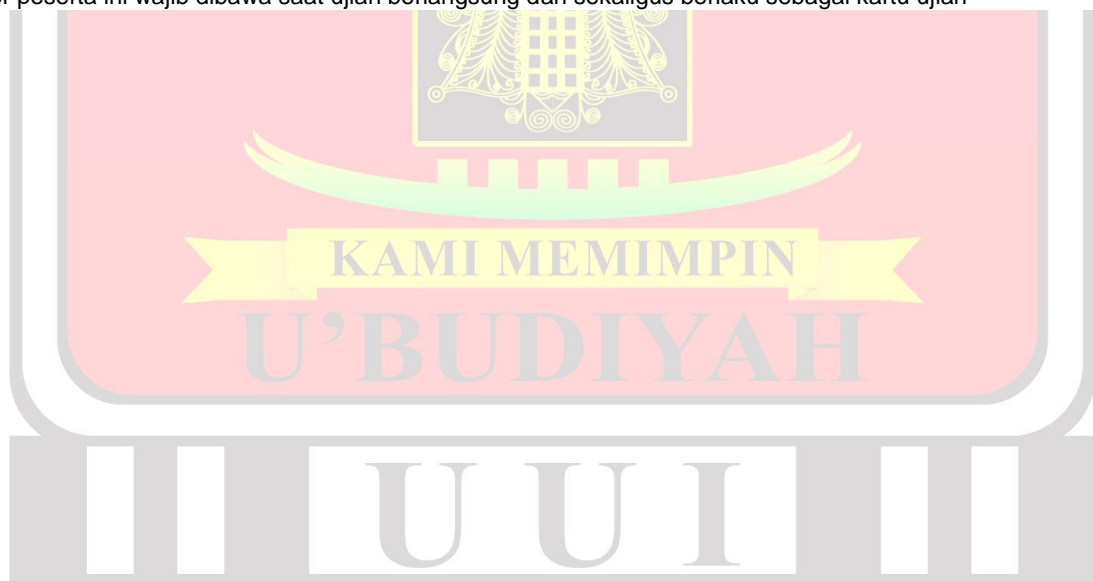 peserta ini wajib dibawa saat ujian berlangsung dan sekaligus berlaku sebagai kartu ujian
KAMI MEMIMPIN
U'BUDIYAH
U U I